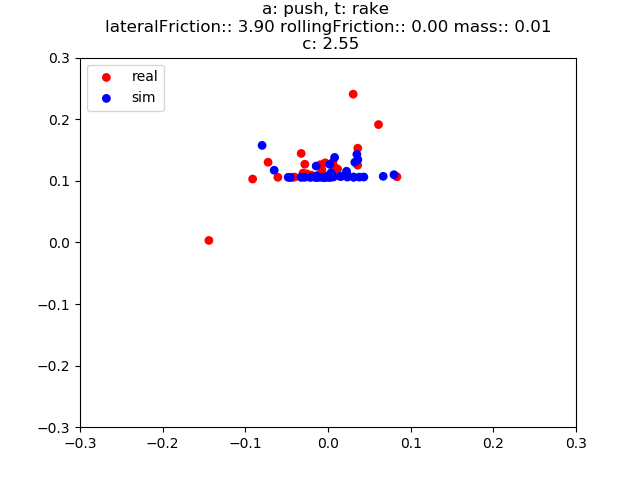 a: push, t: rake
lateralFriction:: 3.90 rollingFriction:: 0.00 mass:: 0.01
c: 2.55
real
sim
0.3
0.2
0.1
0.0
−0.1
−0.2
−0.3
−0.3
−0.2
−0.1
0.0
0.1
0.2
0.3